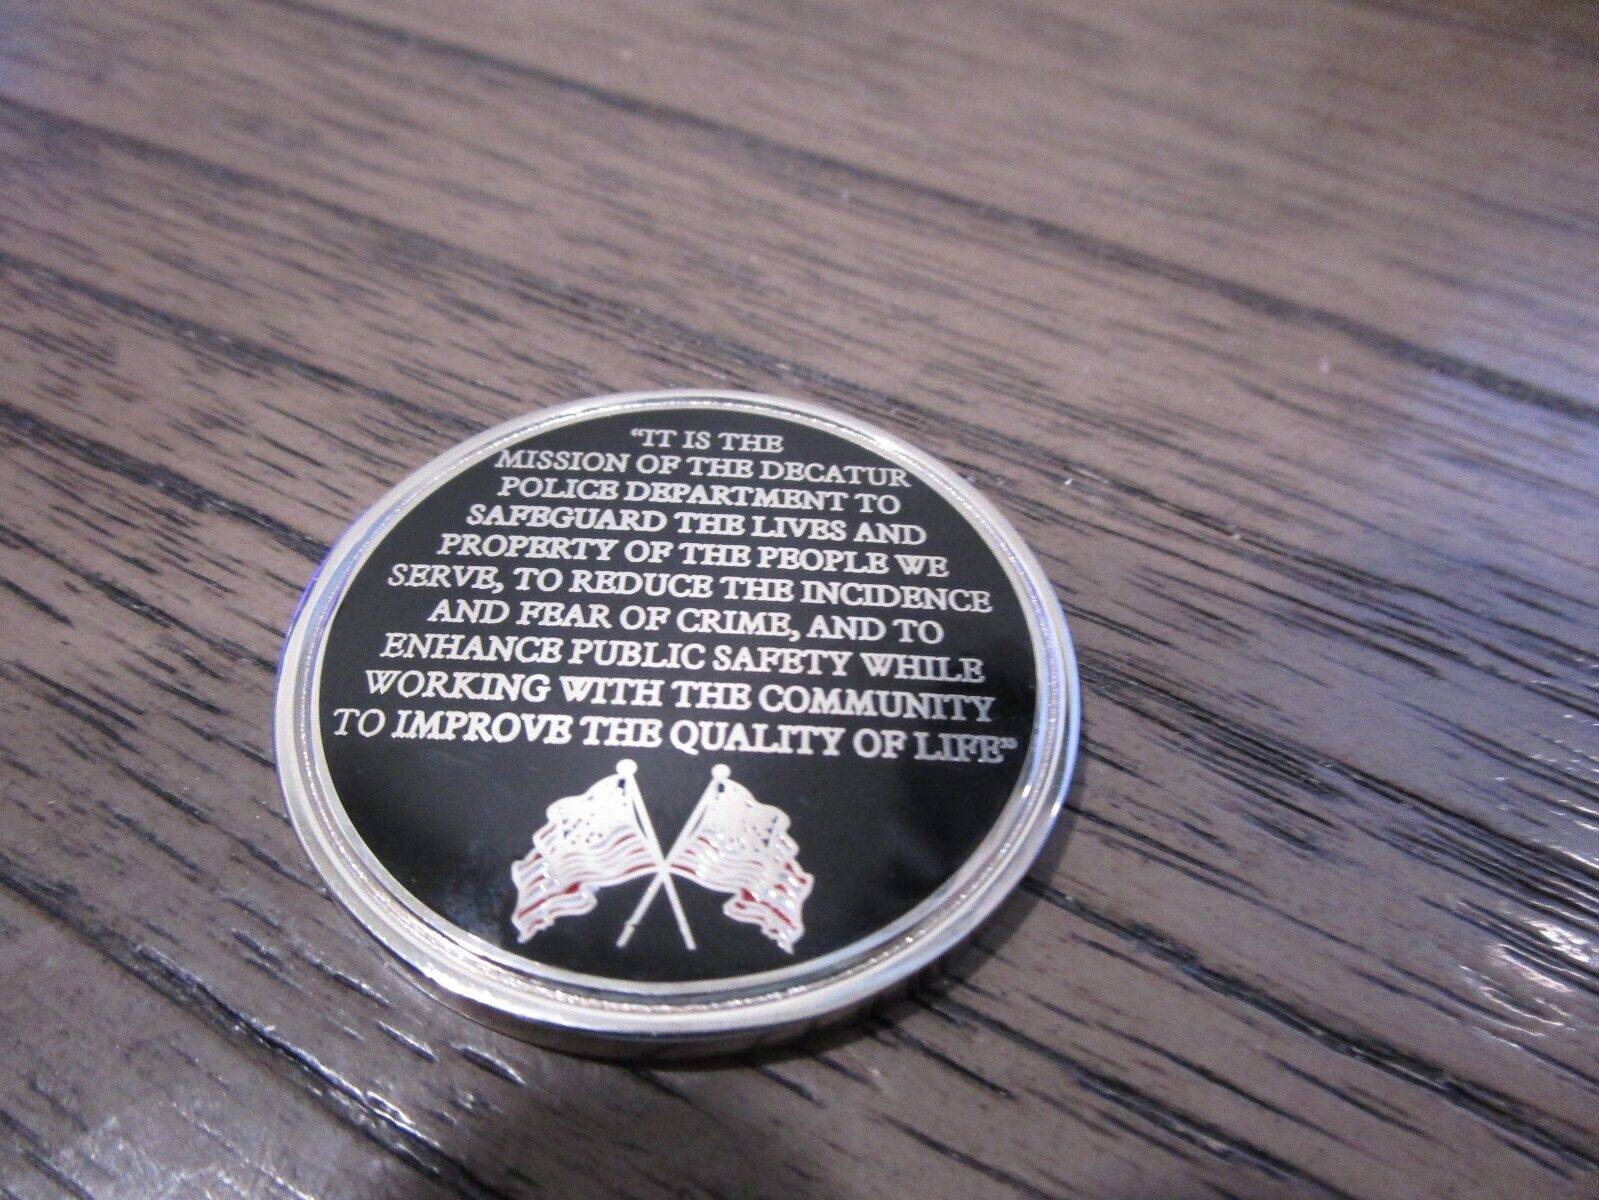 “IT IS THE
MISSION OF THE DECATUR
POLICE DEPARTMENT TO
SAFEGUARD THE LIVES AND
PROPERTY OF THE PEOPLE WE
SERVE, TO REDUCE THE INCIDENCE
AND FEAR OF CRIME, AND TO
ENHANCE PUBLIC SAFETY WHILE
WORKING WITH THE COMMUNITY
TO IMPROVE THE QUALITY OF LIFE”